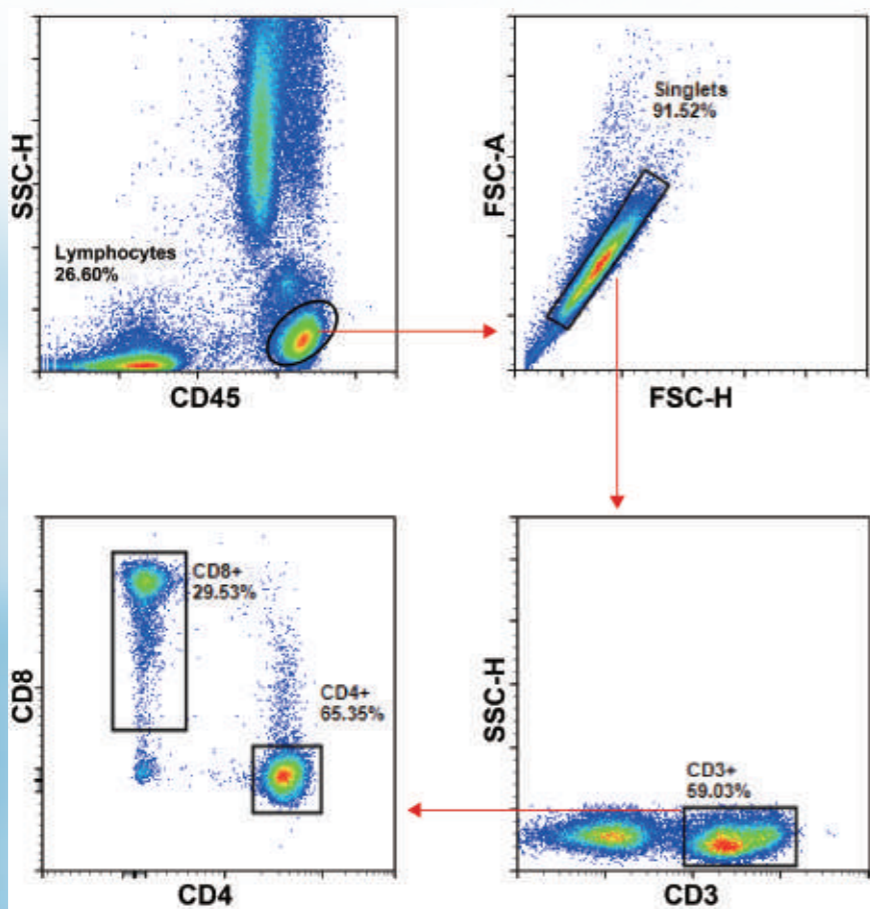 SSC-H
Lymphocytes
26.60%
CD45
FSC-A
Singlets
91.52%
FSC-H
CD8
CD8+
29.53%
CD4+
65.35%
CD4
SSC-H
CD3+
59.03%
CD3